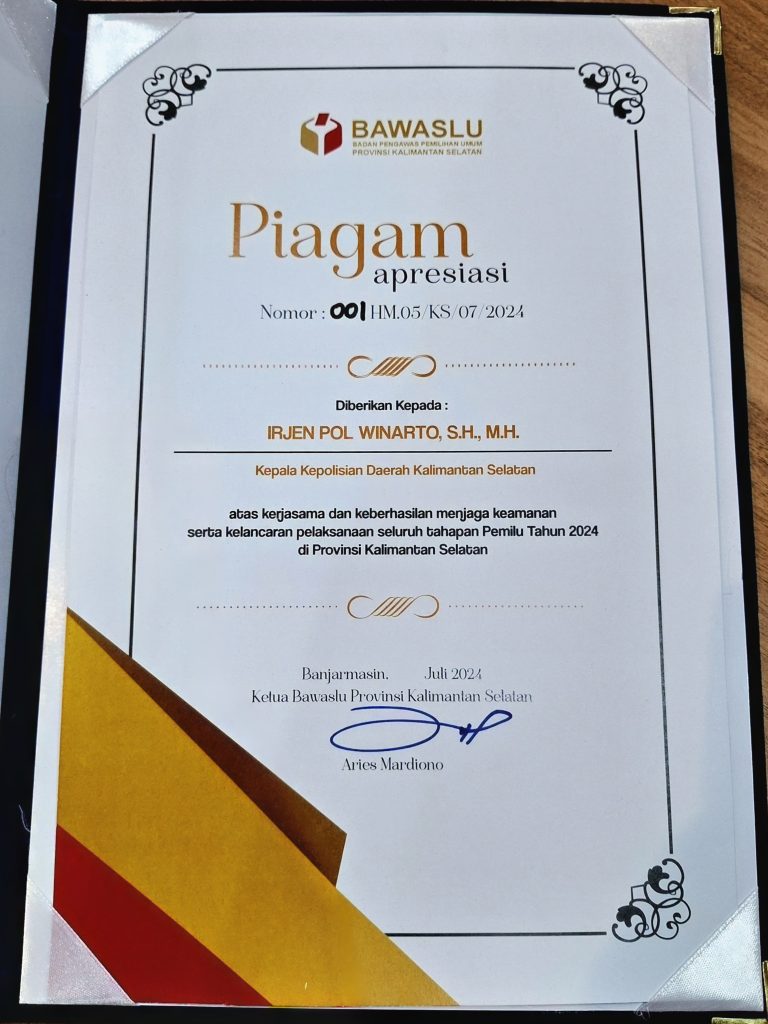 BAWASLU
BADAN PENGAWAS PEMILIHAN UMUM
PROVINSI KALIMANTAN SELATAN
Piagam
apresiasi
Nomor : 001 HM.05/KS/07/2024
Diberikan Kepada :
IRJEN POL WINARTO, S.H., M.H.
Kepala Kepolisian Daerah Kalimantan Selatan
atas kerjasama dan keberhasilan menjaga keamanan
serta kelancaran pelaksanaan seluruh tahapan Pemilu Tahun 2024
di Provinsi Kalimantan Selatan
Banjarmasin, Juli 2024
Ketua Bawaslu Provinsi Kalimantan Selatan
Aries Mardiono